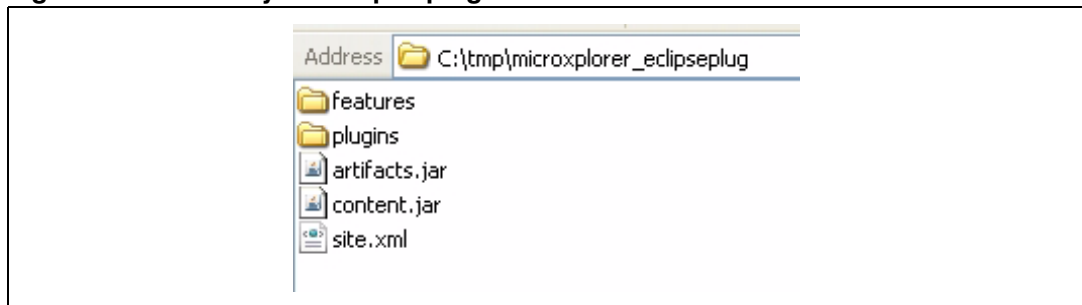 Address C:\tmp\microxplorer_eclipseplug
features
plugins
artifacts.jar
content.jar
site.xml